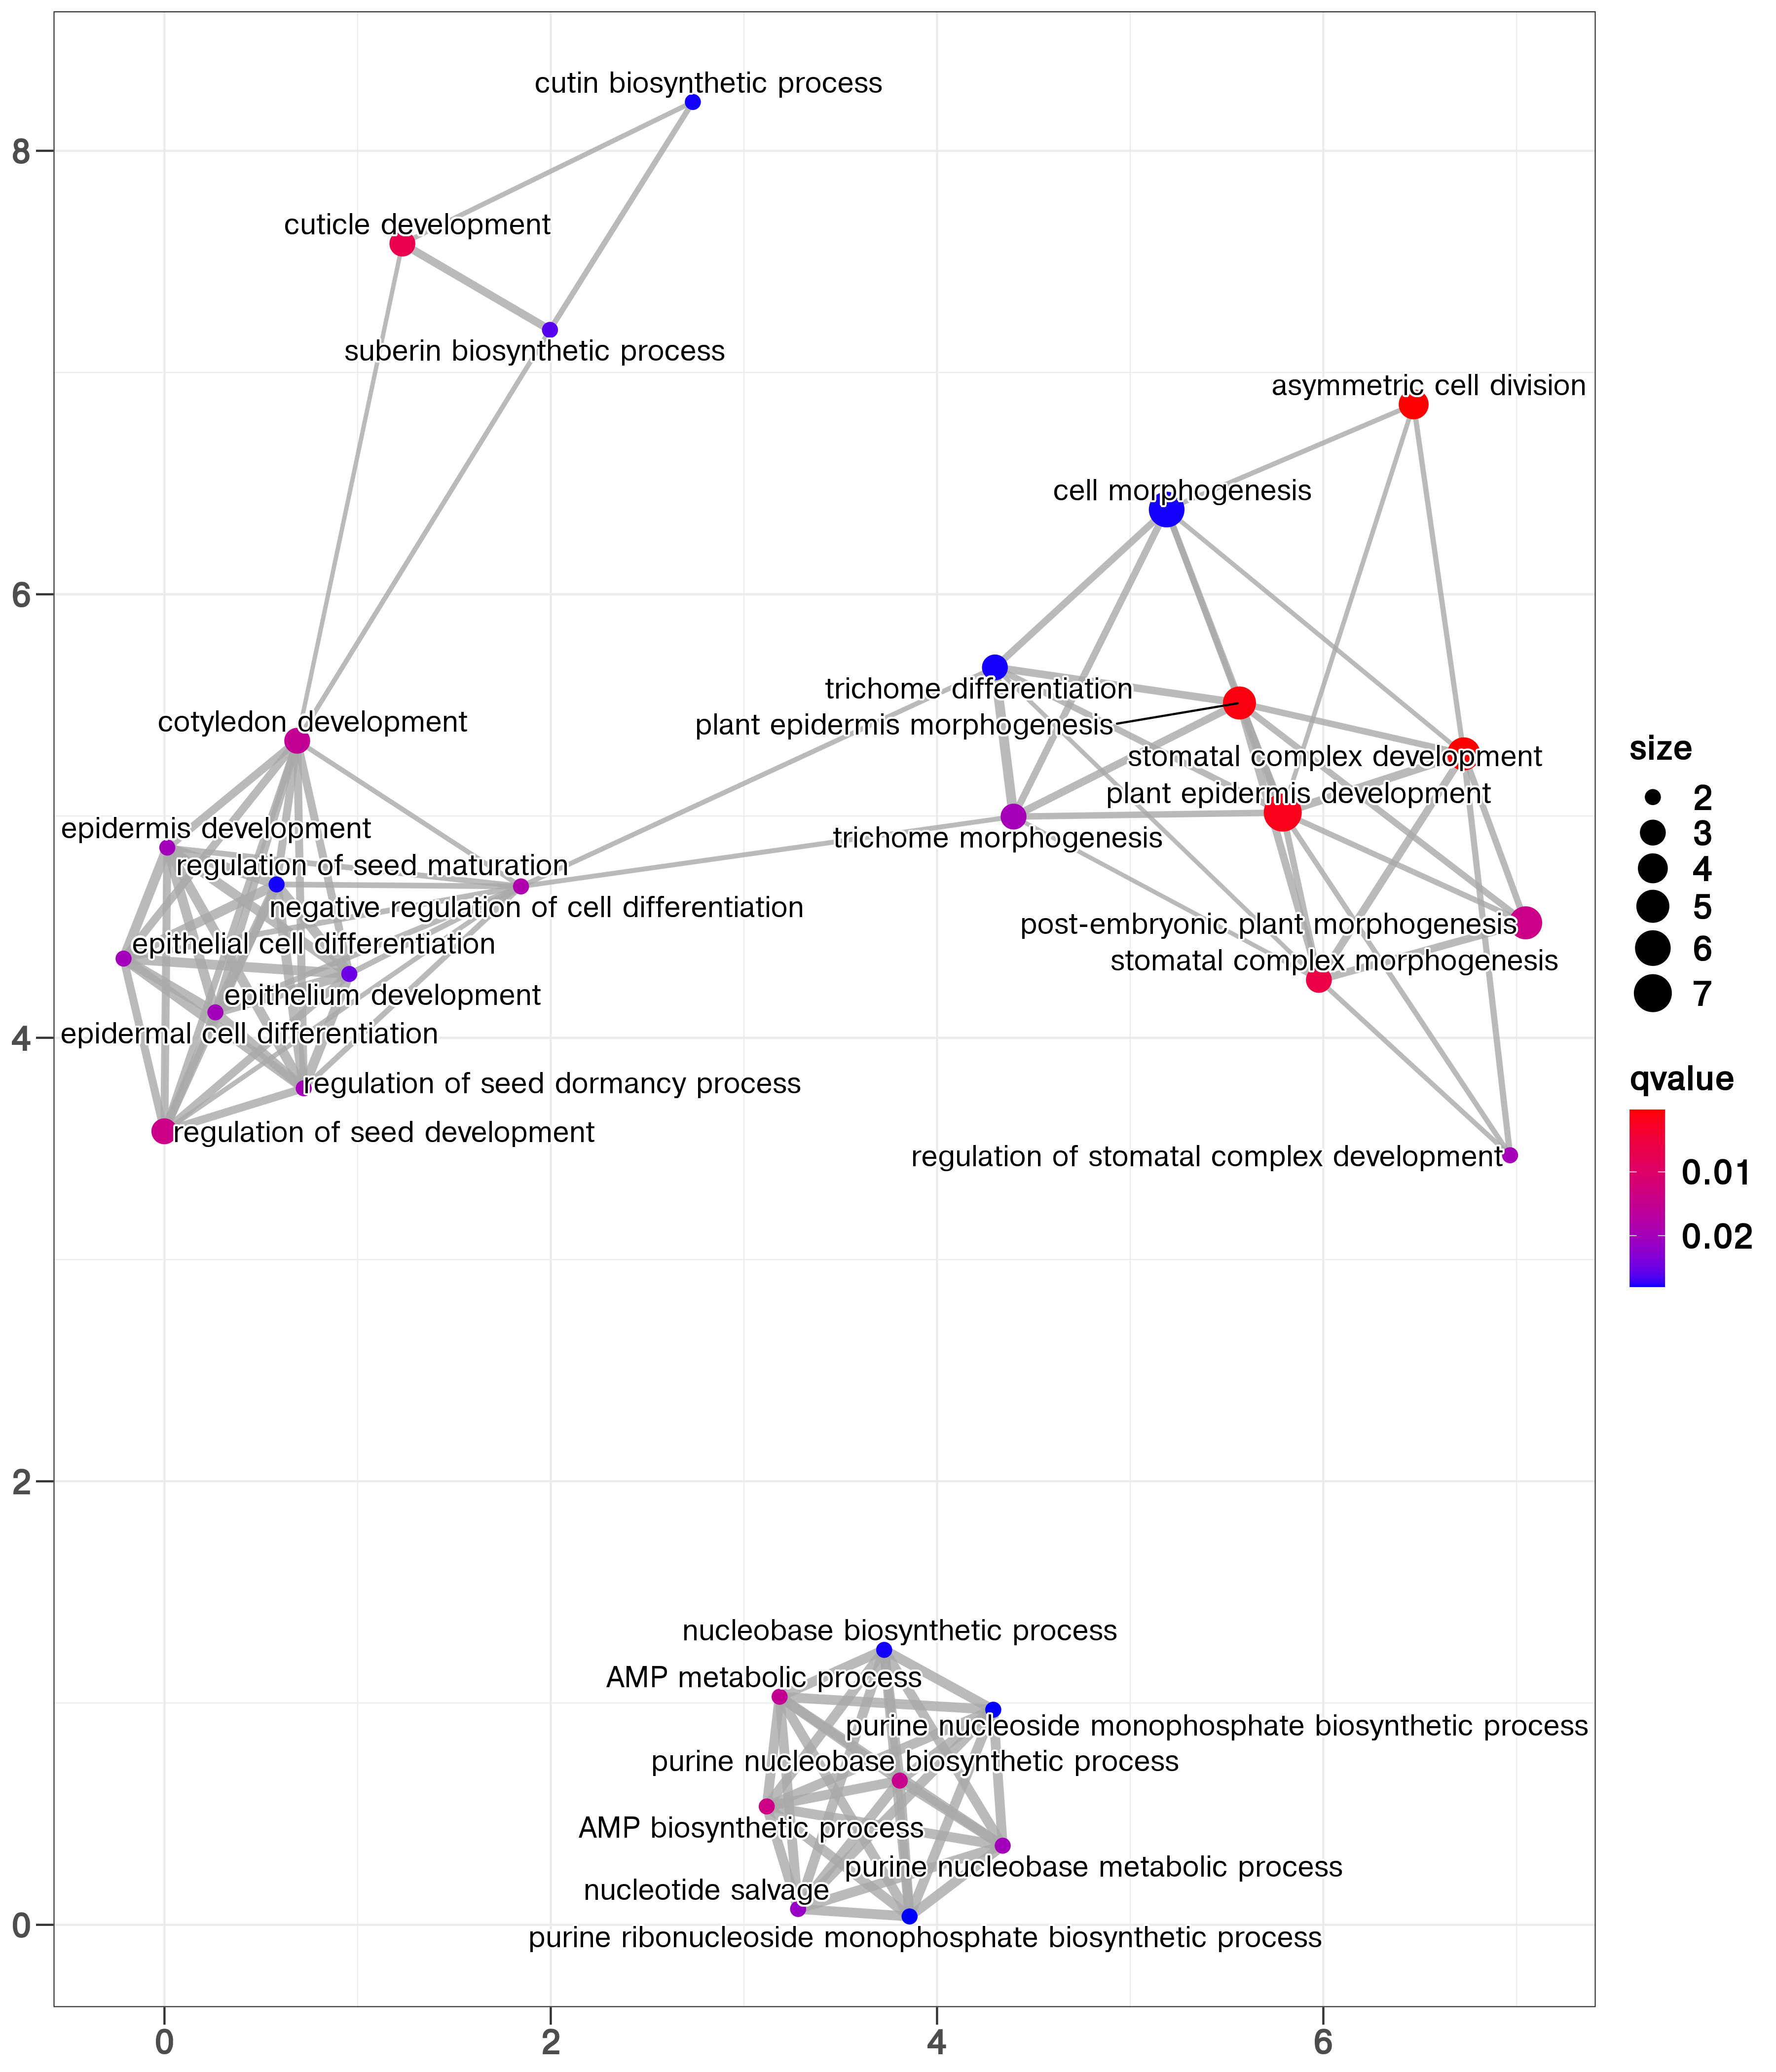 cutin biosynthetic process
8
cuticle development
suberin biosynthetic process
asymmetric cell division
cell morphogenesis
6
trichome differentiation
plant epidermis morphogenesis
cotyledon development
stomatal complex development
plant epidermis development
epidermis development
trichome morphogenesis
regulation of seed maturation
negative regulation of cell differentiation
post-embryonic plant morphogenesis
epithelial cell differentiation
stomatal complex morphogenesis
epithelium development
epidermal cell differentiation
4
regulation of seed dormancy process
regulation of seed development
regulation of stomatal complex development
2
nucleobase biosynthetic process
AMP metabolic process
purine nucleoside monophosphate biosynthetic process
purine nucleobase biosynthetic process
AMP biosynthetic process
purine nucleobase metabolic process
nucleotide salvage
0
purine ribonucleoside monophosphate biosynthetic process
0 2 4 6
size
2
3
4
5
6
7
qvalue
0.01
0.02